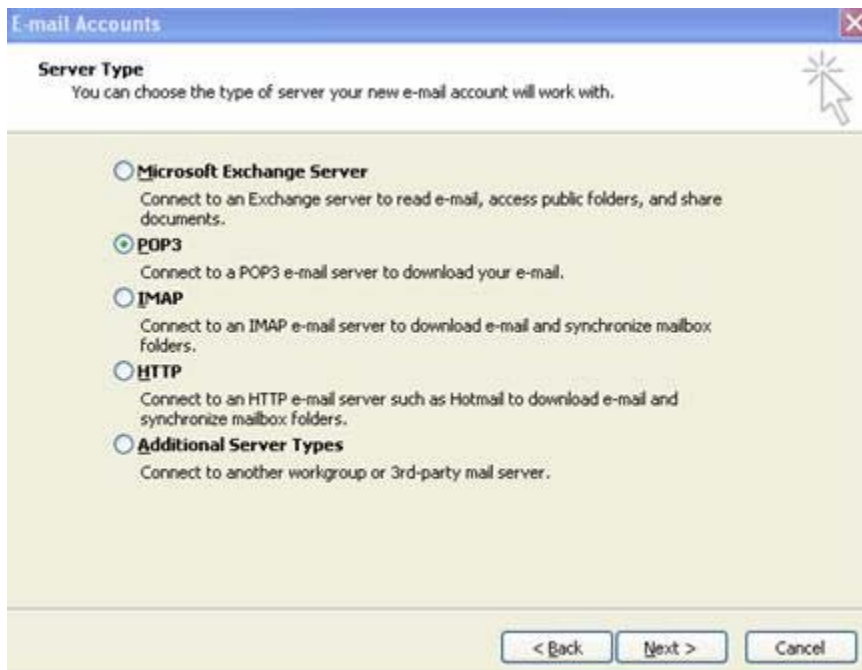 E-mail Accounts
Server Type
You can choose the type of server your new e-mail account will work with.
Microsoft Exchange Server
Connect to an Exchange server to read e-mail, access public folders, and share
documents.
POP3
Connect to a POP3 e-mail server to download your e-mail.
IMAP
Connect to an IMAP e-mail server to download e-mail and synchronize mailbox
folders.
HTTP
Connect to an HTTP e-mail server such as Hotmail to download e-mail and
synchronize mailbox folders.
Additional Server Types
Connect to another workgroup or 3rd-party mail server.
< Back
Next >
Cancel